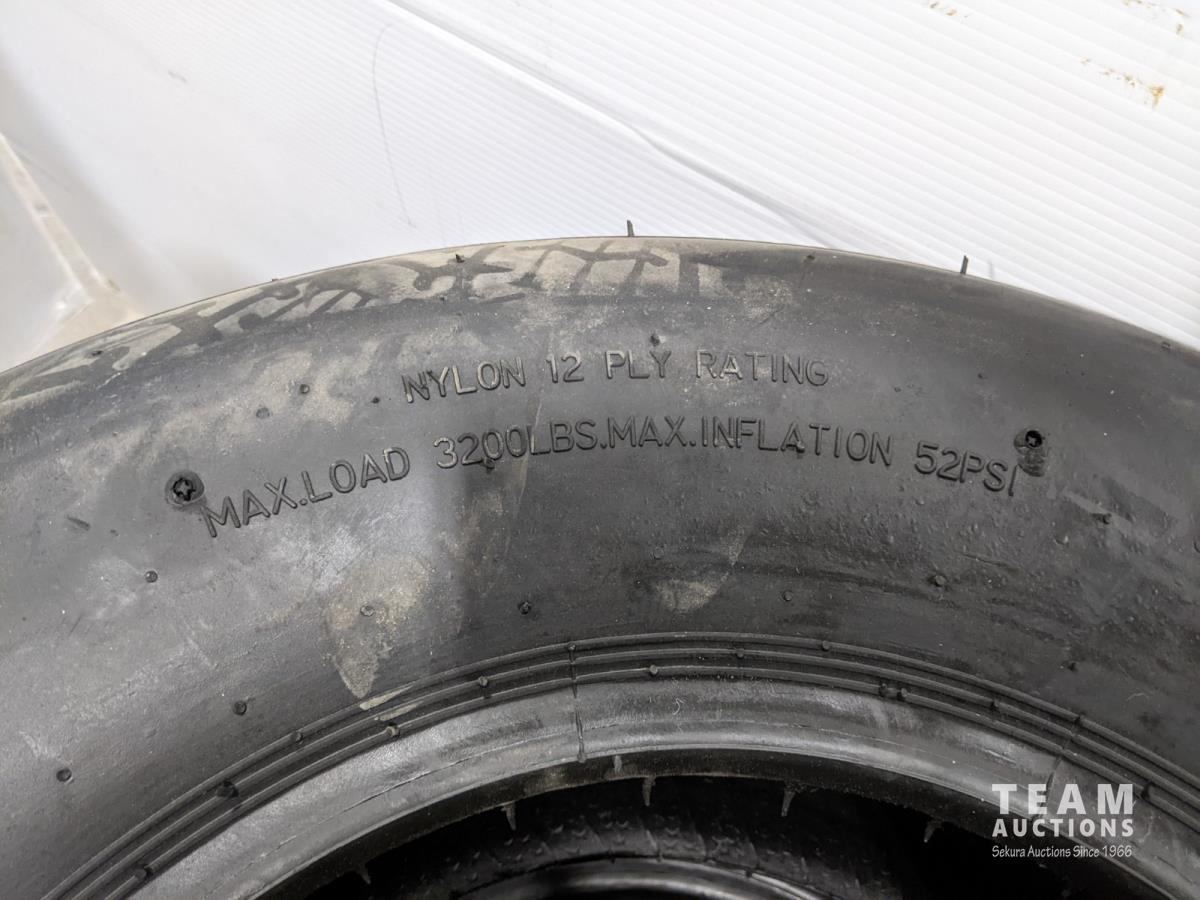 NYLON 12 PLY RATING
MAX.LOAD 3200LBS.MAX.INFLATION 52PSI
TEAM
AUCTIONS
Sekura Auctions Since 1966